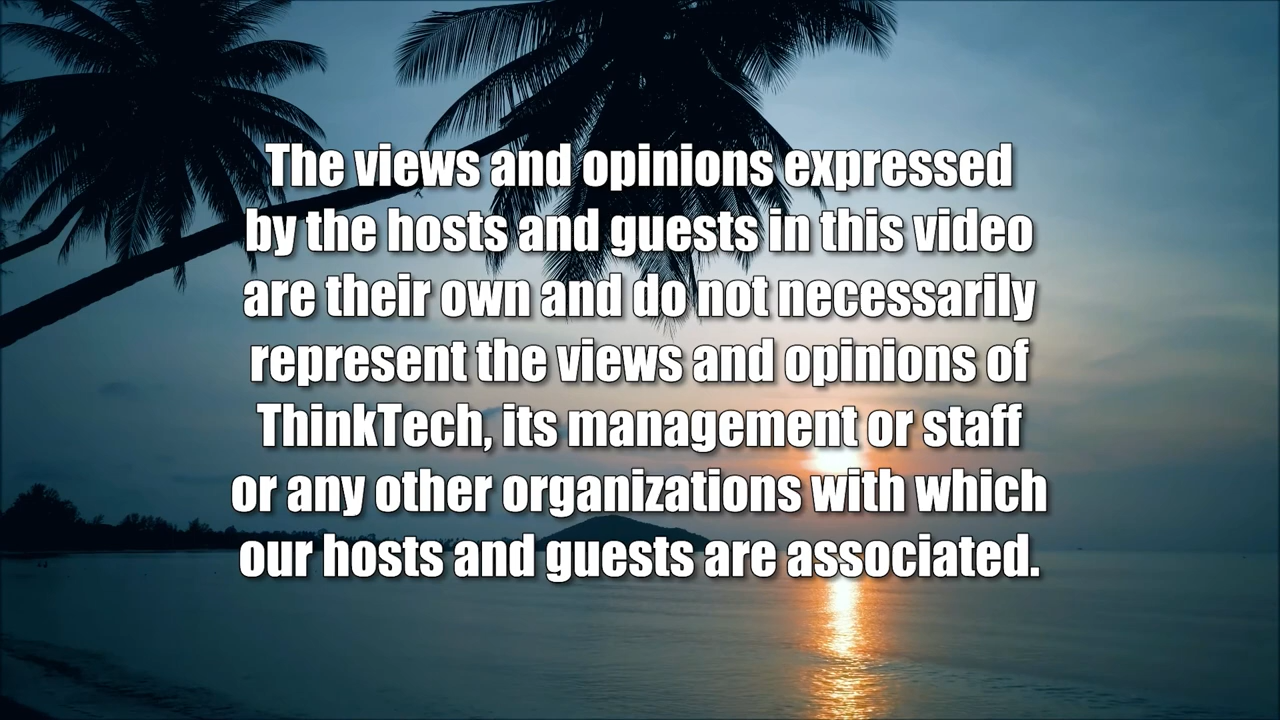 The views and opinions expressed
by the hosts and guests in this video
are their own and do not necessarily
represent the views and opinions of
ThinkTech, its management or staff
or any other organizations with which
our hosts and guests are associated.